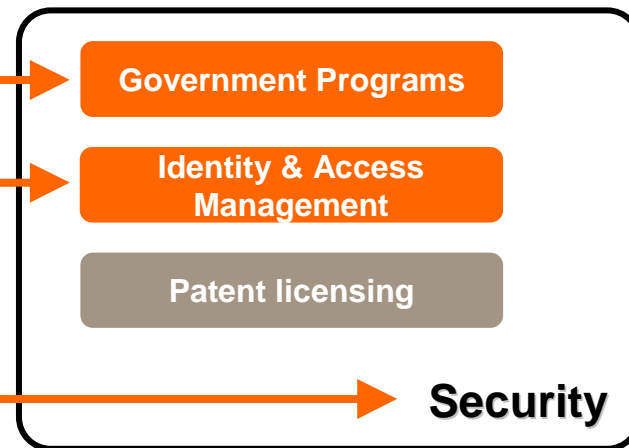 Government Programs
Identity & Access
Management
Patent licensing
Security